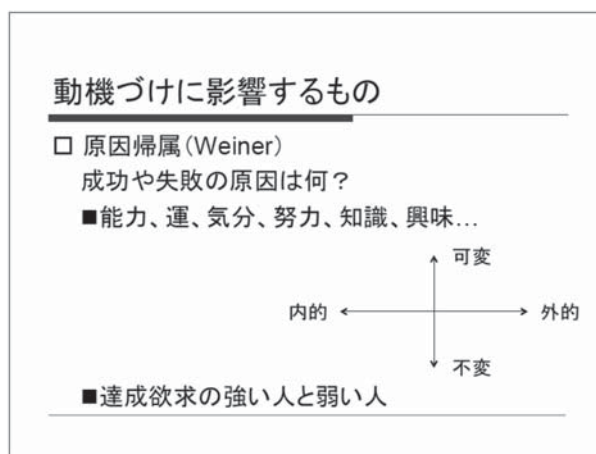 動機づけに影響するもの
□ 原因帰属(Weiner)
成功や失敗の原因は何？
■能力、運、気分、努力、知識、興味…
可変
内的
外的
不変
■達成欲求の強い人と弱い人